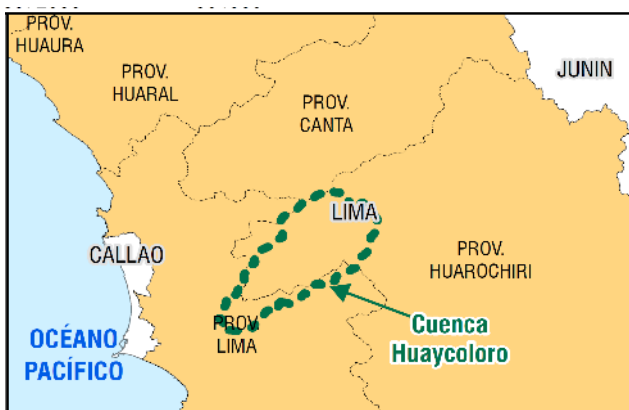 PROV.
HUAURA
PROV.
HUARAL
PROV.
CANTA
JUNIN
LIMA
CALLAO
PROV.
HUAROCHIRI
PROV.
LIMA
OCÉANO
PACÍFICO
Cuenca
Huaycoloro